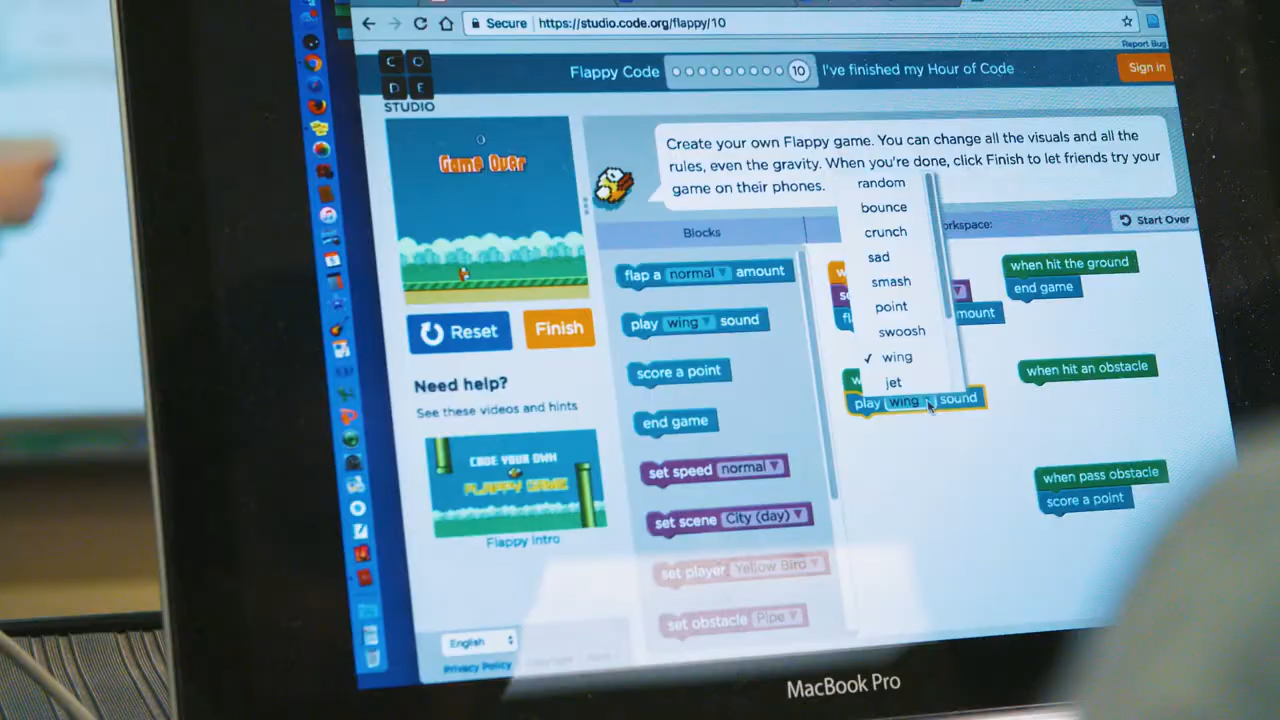 Secure https://studio.code.org/flappy/10
Report Bug
C O
D E
STUDIO
Flappy Code
10
I've finished my Hour of Code
Sign in
0
Game Over
Create your own Flappy game. You can change all the visuals and all the
rules, even the gravity. When you're done, click Finish to let friends try your
game on their phones.
Reset
Finish
Need help?
See these videos and hints
CODE YOUR OWN
FLAPPY GAME
Flappy Intro
English
Privacy Policy
Blocks
flap a normal amount
play wing sound
score a point
end game
set speed normal
set scene City (day)
set player Yellow Bird
set obstacle Pipe
rkspace:
Start Over
random
bounce
crunch
sad
smash
point
swoosh
✓ wing
jet
mount
play wing sound
when hit the ground
end game
when hit an obstacle
when pass obstacle
score a point
MacBook Pro